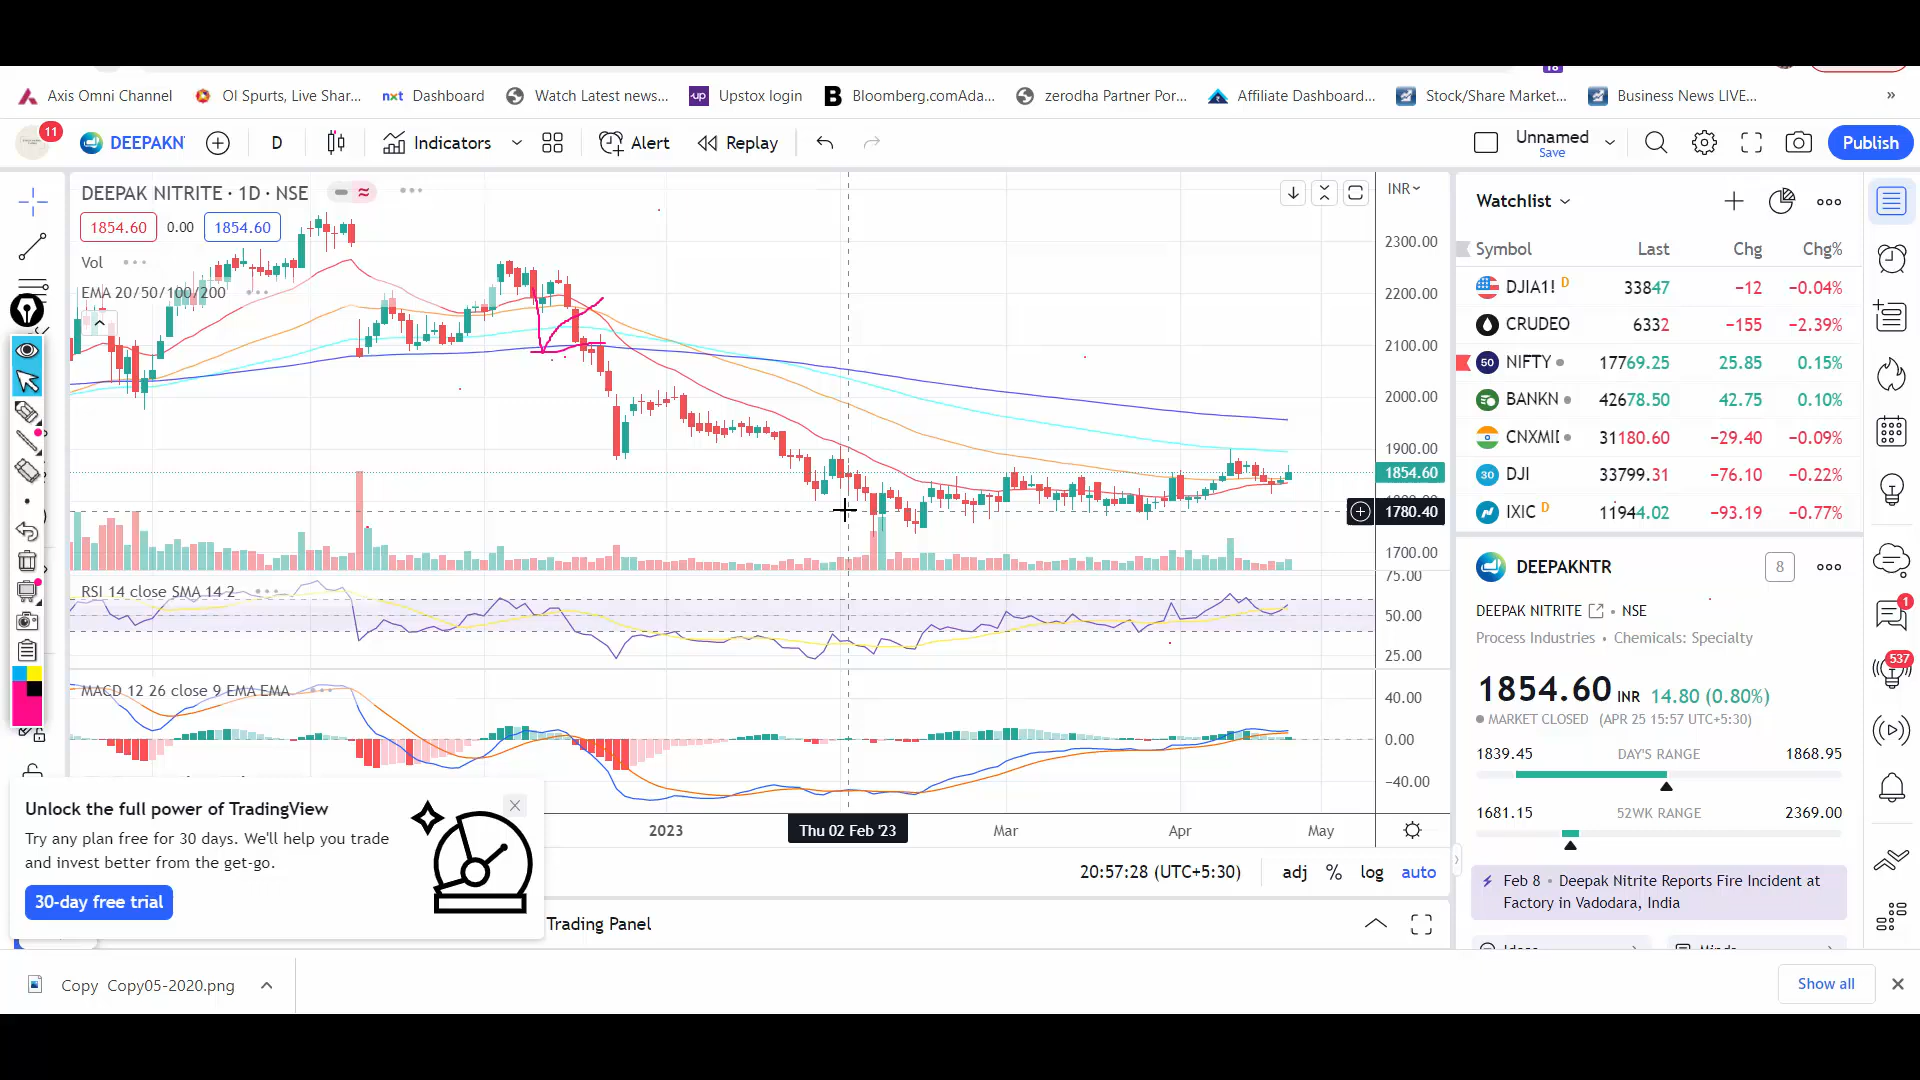 18
Axis Omni Channel OI Spurts, Live Shar... nxt Dashboard Watch Latest news... up Upstox login B Bloomberg.comAda... zerodha Partner Por... Affiliate Dashboard... Stock/Share Market... Business News LIVE... »
11 DEEPAKN D Indicators Alert Replay Unnamed Publish
Save
DEEPAK NITRITE · 1D · NSE
1854.60 0.00 1854.60
Vol
EMA 20/50/100/200
INR
2300.00
2200.00
2100.00
2000.00
1900.00
1854.60
1780.40
1700.00
RSI 14 close SMA 14 2
75.00
50.00
25.00
MACD 12 26 close 9 EMA EMA
40.00
0.00
−40.00
2023 Thu 02 Feb '23 Mar Apr May
20:57:28 (UTC+5:30) adj % log auto
Trading Panel
Unlock the full power of TradingView
Try any plan free for 30 days. We'll help you trade
and invest better from the get-go.
30-day free trial
Watchlist
Symbol Last Chg Chg%
DJIA1! D 33847 −12 −0.04%
CRUDEO 6332 −155 −2.39%
50 NIFTY 17769.25 25.85 0.15%
BANKN 42678.50 42.75 0.10%
CNXMI 31180.60 −29.40 −0.09%
30 DJI 33799.31 −76.10 −0.22%
IXIC D 11944.02 −93.19 −0.77%
DEEPAKNTR 8
DEEPAK NITRITE • NSE
Process Industries • Chemicals: Specialty
1854.60 INR 14.80 (0.80%)
MARKET CLOSED (APR 25 15:57 UTC+5:30)
1839.45 DAY'S RANGE 1868.95
1681.15 52WK RANGE 2369.00
Feb 8 • Deepak Nitrite Reports Fire Incident at
Factory in Vadodara, India
1
537
Copy Copy05-2020.png
Show all